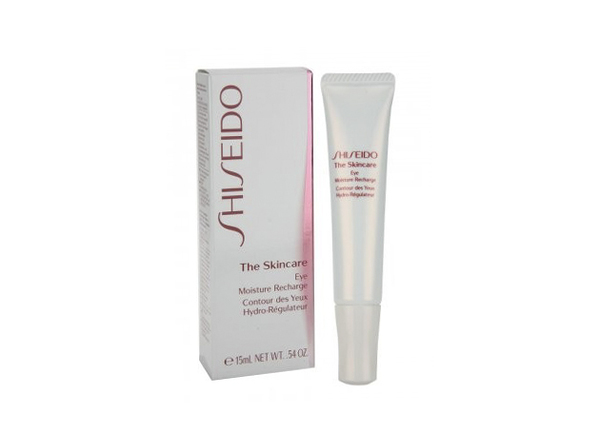 SHISEIDO
The Skincare
Eye
Moisture Recharge
Contour des Yeux
Hydro-Régulateur
℮ 15mL NET WT. .54 OZ.
SHISEIDO
The Skincare
Eye
Moisture Recharge
Contour des Yeux
Hydro-Régulateur